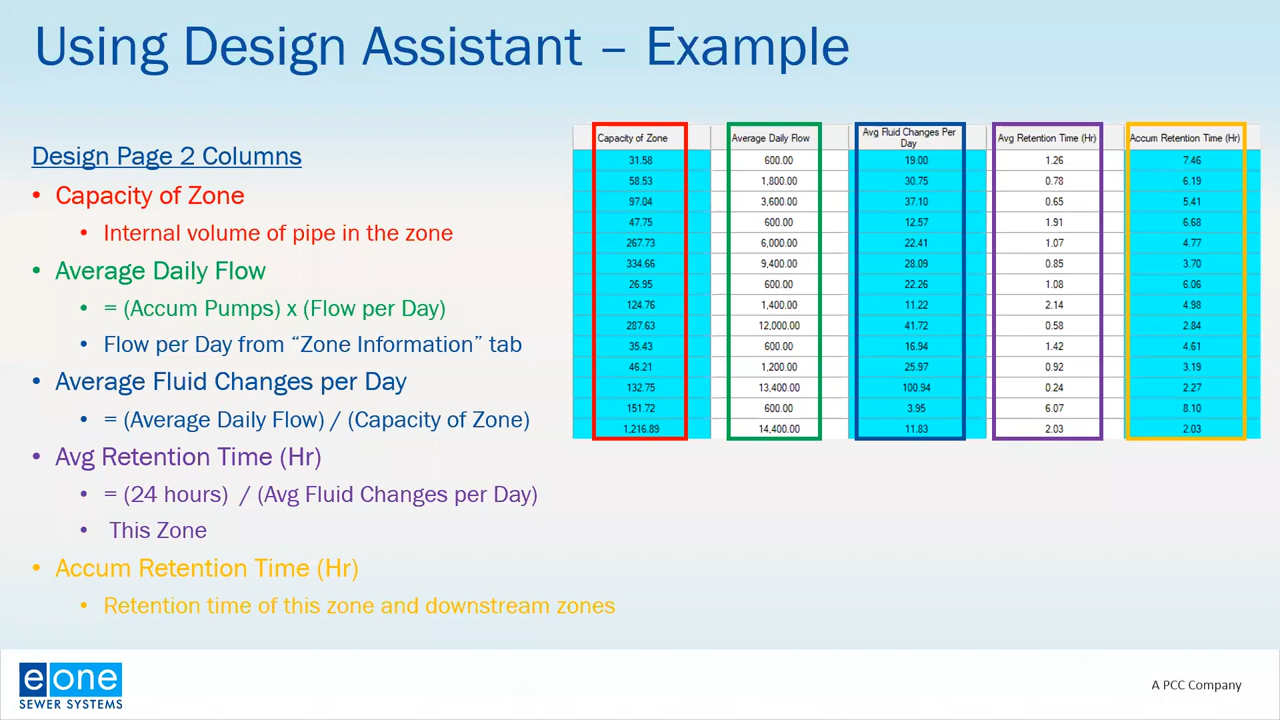 Using Design Assistant – Example
Design Page 2 Columns
• Capacity of Zone
• Internal volume of pipe in the zone
• Average Daily Flow
• = (Accum Pumps) x (Flow per Day)
• Flow per Day from “Zone Information” tab
• Average Fluid Changes per Day
• = (Average Daily Flow) / (Capacity of Zone)
• Avg Retention Time (Hr)
• = (24 hours) / (Avg Fluid Changes per Day)
• This Zone
• Accum Retention Time (Hr)
• Retention time of this zone and downstream zones
Capacity of Zone Average Daily Flow Avg Fluid Changes Per Day Avg Retention Time (Hr) Accum Retention Time (Hr)
31.58 600.00 19.00 1.26 7.46
58.53 1,800.00 30.75 0.78 6.19
97.04 3,600.00 37.10 0.65 5.41
47.75 600.00 12.57 1.91 6.68
267.73 6,000.00 22.41 1.07 4.77
334.66 9,400.00 28.09 0.85 3.70
26.95 600.00 22.26 1.08 6.06
124.76 1,400.00 11.22 2.14 4.98
287.63 12,000.00 41.72 0.58 2.84
35.43 600.00 16.94 1.42 4.61
46.21 1,200.00 25.97 0.92 3.19
132.75 13,400.00 100.94 0.24 2.27
151.72 600.00 3.95 6.07 8.10
1,216.89 14,400.00 11.83 2.03 2.03
eone
SEWER SYSTEMS
A PCC Company